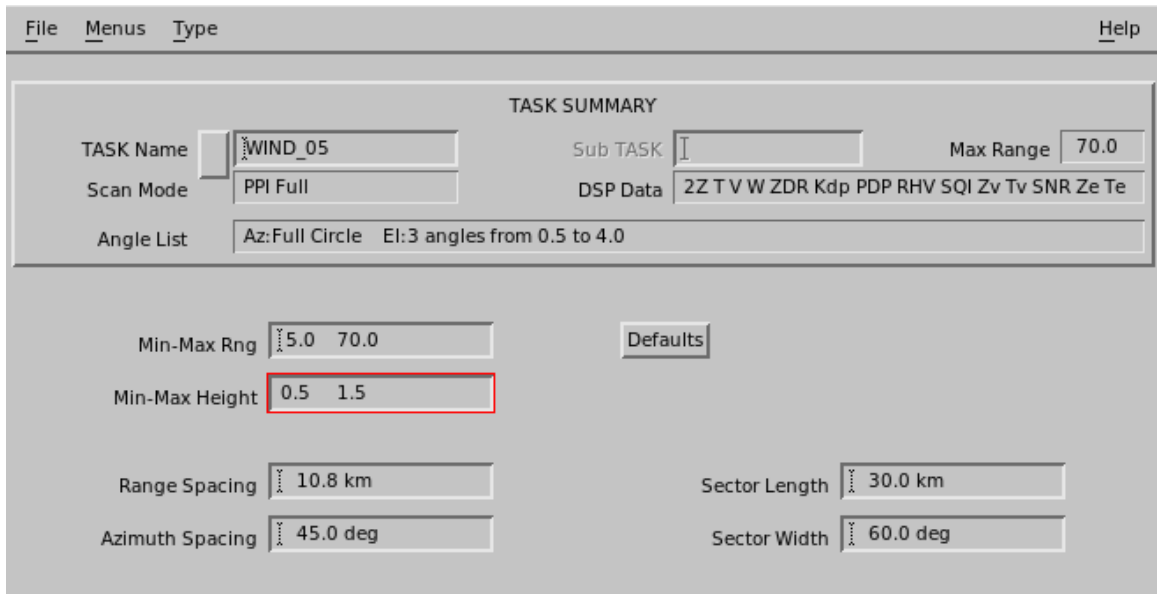 File Menus Type Help
TASK SUMMARY
TASK Name WIND_05 Sub TASK Max Range 70.0
Scan Mode PPI Full DSP Data 2Z T V W ZDR Kdp PDP RHV SQI Zv Tv SNR Ze Te
Angle List Az:Full Circle El:3 angles from 0.5 to 4.0
Min-Max Rng 5.0 70.0 Defaults
Min-Max Height 0.5 1.5
Range Spacing 10.8 km Sector Length 30.0 km
Azimuth Spacing 45.0 deg Sector Width 60.0 deg